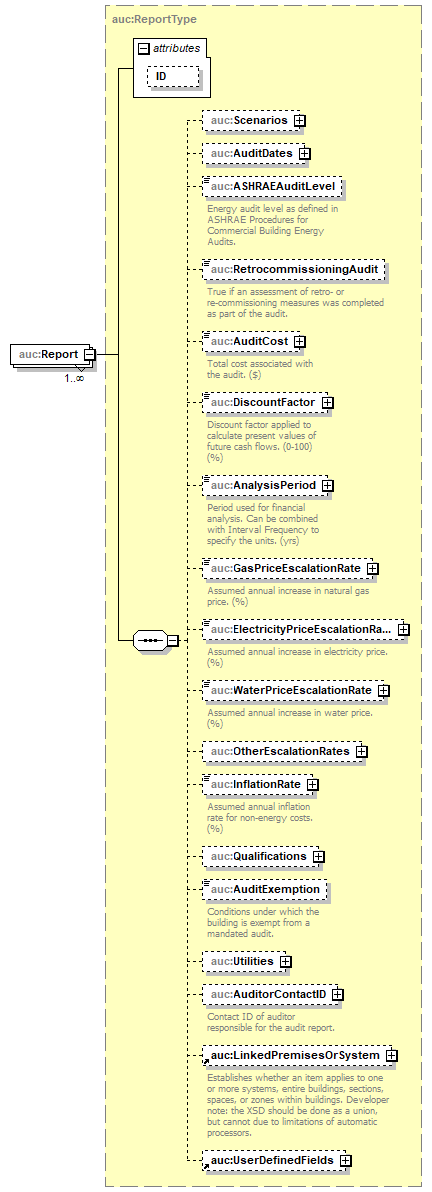 auc:ReportType
attributes
ID
auc:Scenarios
auc:AuditDates
auc:ASHRAEAuditLevel
Energy audit level as defined in
ASHRAE Procedures for
Commercial Building Energy
Audits.
auc:RetrocommissioningAudit
True if an assessment of retro- or
re-commissioning measures was completed
as part of the audit.
auc:Report
1..∞
auc:AuditCost
Total cost associated with
the audit. ($)
auc:DiscountFactor
Discount factor applied to
calculate present values of
future cash flows. (0-100)
(%)
auc:AnalysisPeriod
Period used for financial
analysis. Can be combined
with Interval Frequency to
specify the units. (yrs)
auc:GasPriceEscalationRate
Assumed annual increase in natural gas
price. (%)
auc:ElectricityPriceEscalationRa...
Assumed annual increase in electricity price.
(%)
auc:WaterPriceEscalationRate
Assumed annual increase in water price.
(%)
auc:OtherEscalationRates
auc:InflationRate
Assumed annual inflation
rate for non-energy costs.
(%)
auc:Qualifications
auc:AuditExemption
Conditions under which the
building is exempt from a
mandated audit.
auc:Utilities
auc:AuditorContactID
Contact ID of auditor
responsible for the audit report.
auc:LinkedPremisesOrSystem
Establishes whether an item applies to one
or more systems, entire buildings, sections,
spaces, or zones within buildings. Developer
note: the XSD should be done as a union,
but cannot due to limitations of automatic
processors.
auc:UserDefinedFields